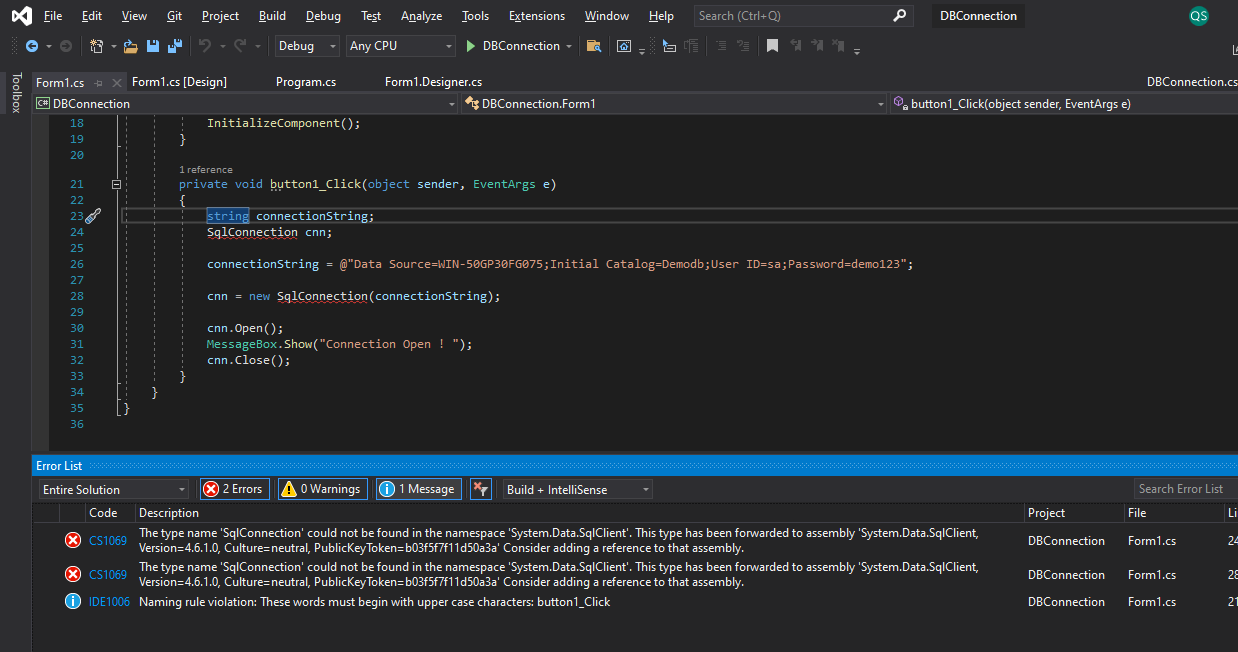 File Edit View Git Project Build Debug Test Analyze Tools Extensions Window Help Search (Ctrl+Q) DBConnection QS
Debug Any CPU DBConnection
Toolbox
Form1.cs Form1.cs [Design] Program.cs Form1.Designer.cs DBConnection.cs
C# DBConnection DBConnection.Form1 button1_Click(object sender, EventArgs e)
18 InitializeComponent();
19 }
20
1 reference
21 private void button1_Click(object sender, EventArgs e)
22 {
23 string connectionString;
24 SqlConnection cnn;
25
26 connectionString = @"Data Source=WIN-50GP30FG075;Initial Catalog=Demodb;User ID=sa;Password=demo123";
27
28 cnn = new SqlConnection(connectionString);
29
30 cnn.Open();
31 MessageBox.Show("Connection Open ! ");
32 cnn.Close();
33 }
34 }
35 }
36
Error List
Entire Solution 2 Errors 0 Warnings 1 Message Build + IntelliSense Search Error List
Code Description Project File Li
CS1069 The type name 'SqlConnection' could not be found in the namespace 'System.Data.SqlClient'. This type has been forwarded to assembly 'System.Data.SqlClient,
Version=4.6.1.0, Culture=neutral, PublicKeyToken=b03f5f7f11d50a3a' Consider adding a reference to that assembly. DBConnection Form1.cs 24
CS1069 The type name 'SqlConnection' could not be found in the namespace 'System.Data.SqlClient'. This type has been forwarded to assembly 'System.Data.SqlClient,
Version=4.6.1.0, Culture=neutral, PublicKeyToken=b03f5f7f11d50a3a' Consider adding a reference to that assembly. DBConnection Form1.cs 28
IDE1006 Naming rule violation: These words must begin with upper case characters: button1_Click DBConnection Form1.cs 21